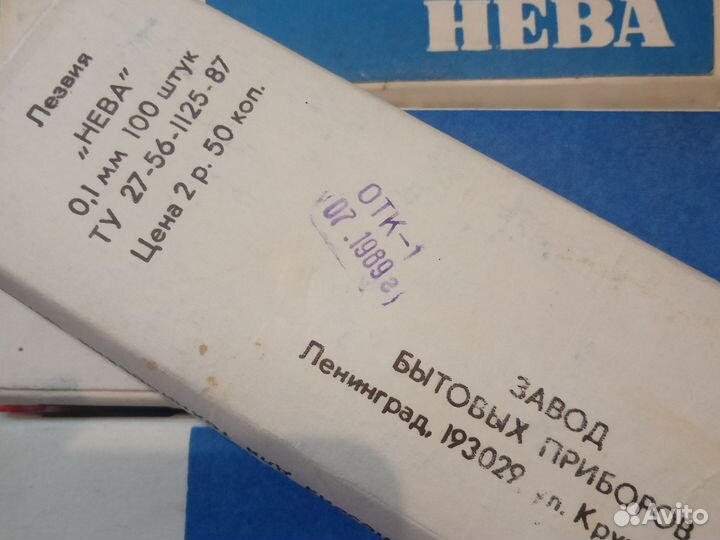 НЕВА
Лезвия
„НЕВА"
0,1 мм 100 штук
ТУ 27-56-1125-87
Цена 2 р. 50 коп.
ОТК-1
07.1989г
ЗАВОД
БЫТОВЫХ ПРИБОРОВ
Ленинград, 193029, ул.
Avito